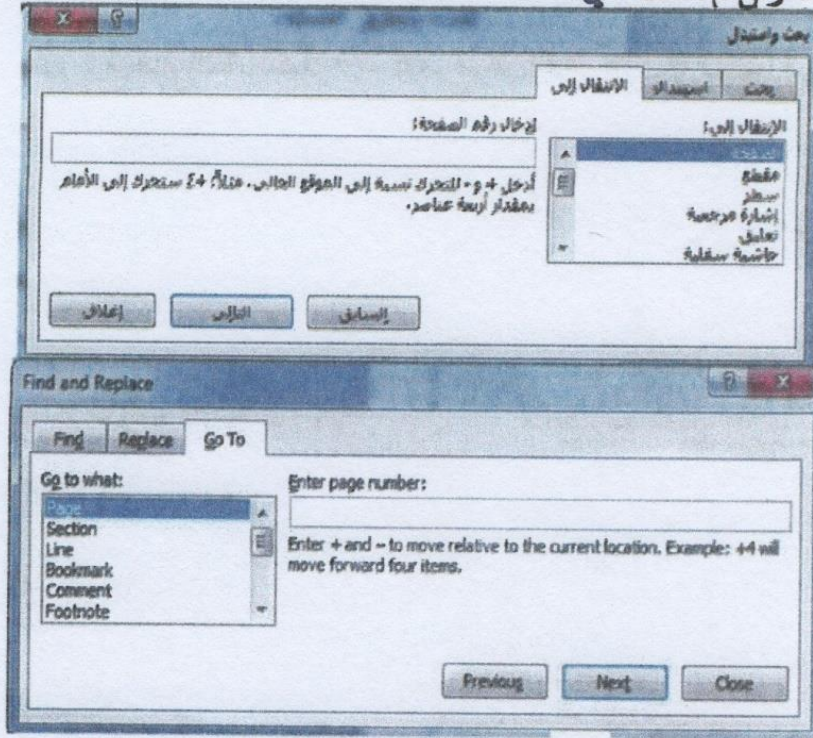 بحث واستبدال
بحث استبدال الانتقال إلى
الانتقال إلى:
صفحة
مقطع
سطر
إشارة مرجعية
تعليق
حاشية سفلية
إدخال رقم الصفحة:
أدخل + و - للتحرك نسبة إلى الموقع الحالي. مثلاً: +٤ ستحرك إلى الأمام
بمقدار أربعة عناصر.
السابق التالي إغلاق
Find and Replace
Find Replace Go To
Go to what:
Page
Section
Line
Bookmark
Comment
Footnote
Enter page number:
Enter + and – to move relative to the current location. Example: +4 will
move forward four items.
Previous Next Close